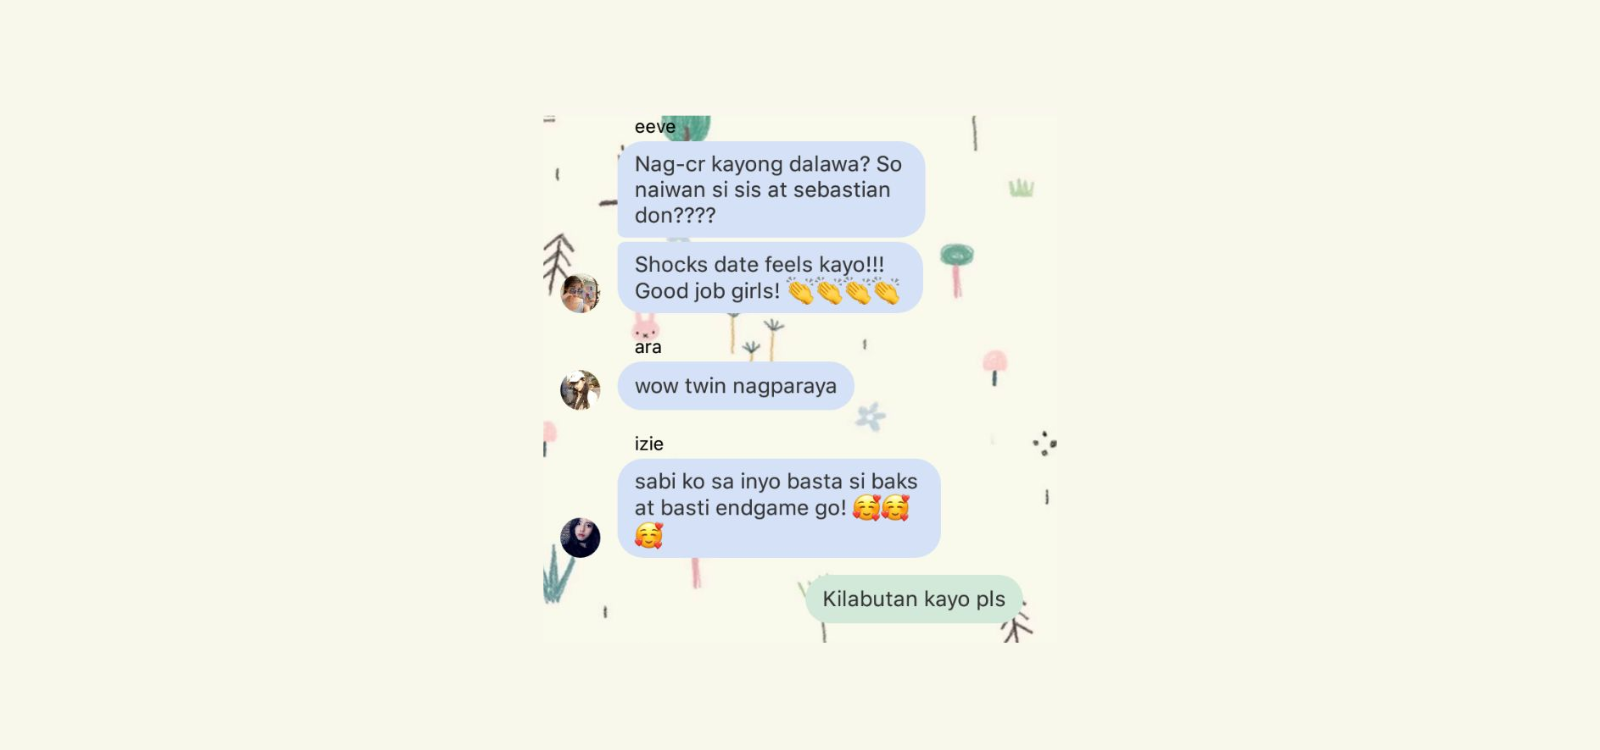 eeve
Nag-cr kayong dalawa? So
naiwan si sis at sebastian
don????
Shocks date feels kayo!!!
Good job girls! 👏👏👏👏
ara
wow twin nagparaya
izie
sabi ko sa inyo basta si baks
at basti endgame go! 🥰🥰
🥰
Kilabutan kayo pls